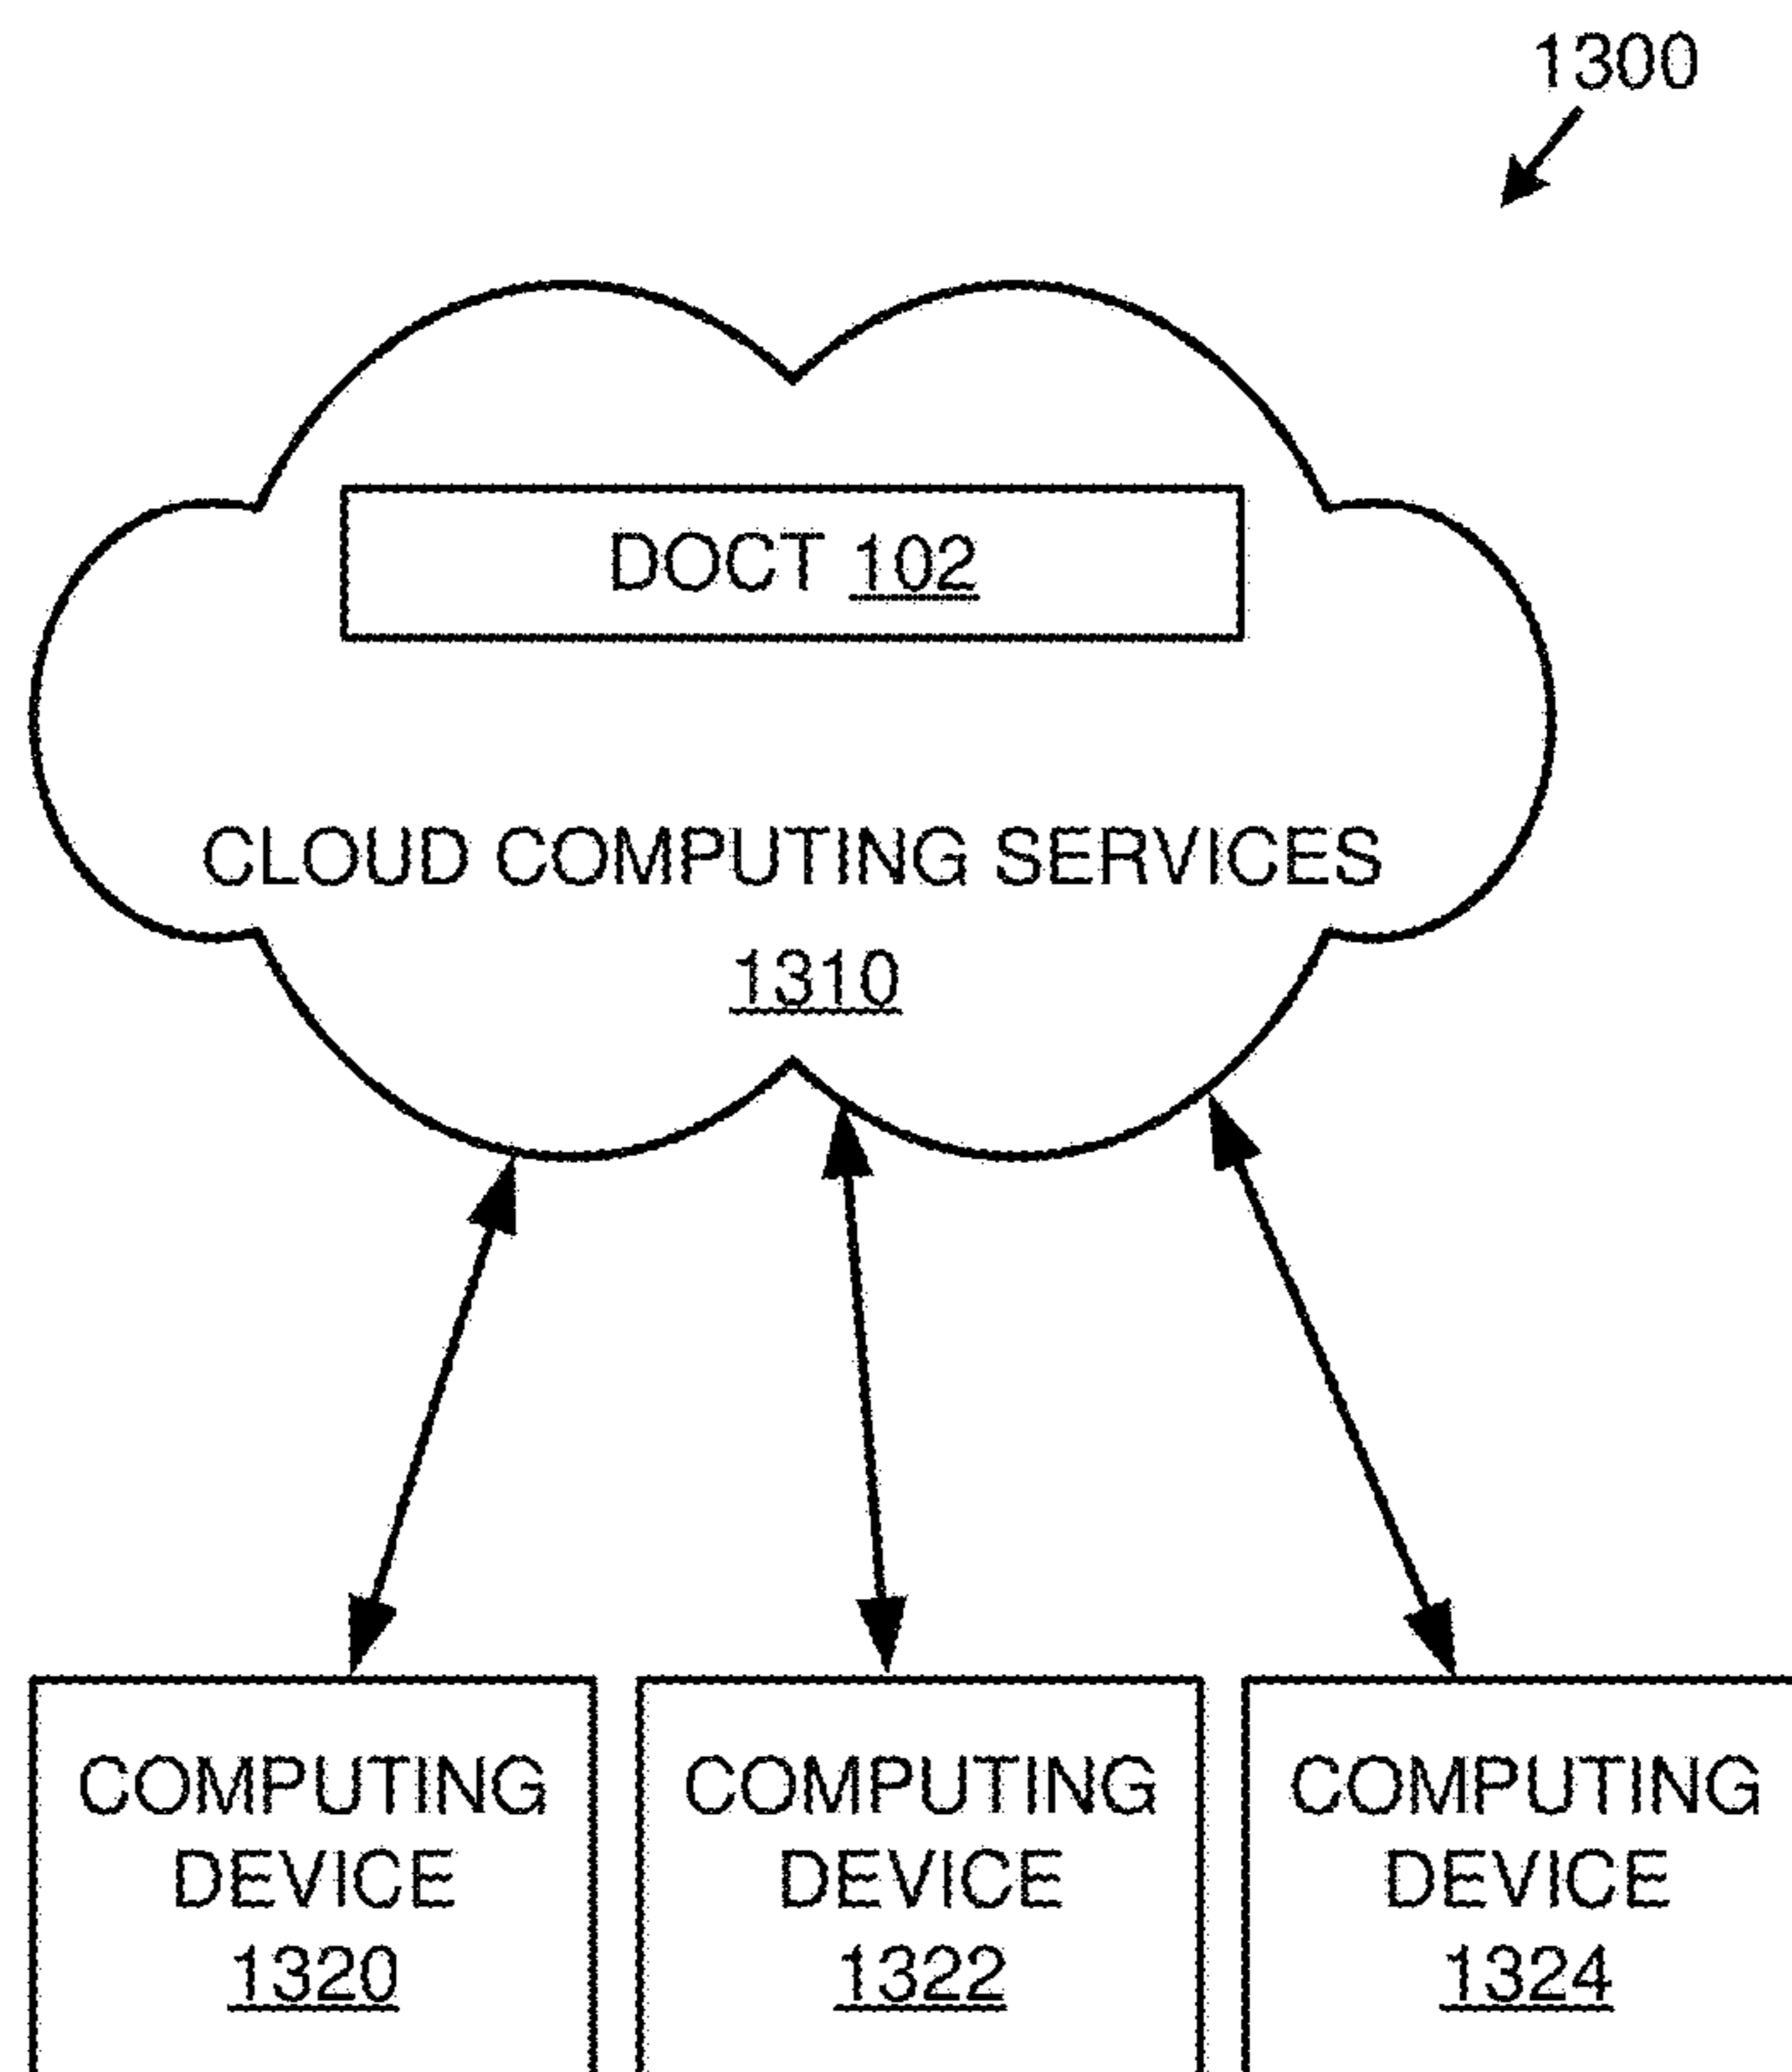 1300
DOCT 102
CLOUD COMPUTING SERVICES
1310
COMPUTING
DEVICE
1320
COMPUTING
DEVICE
1322
COMPUTING
DEVICE
1324